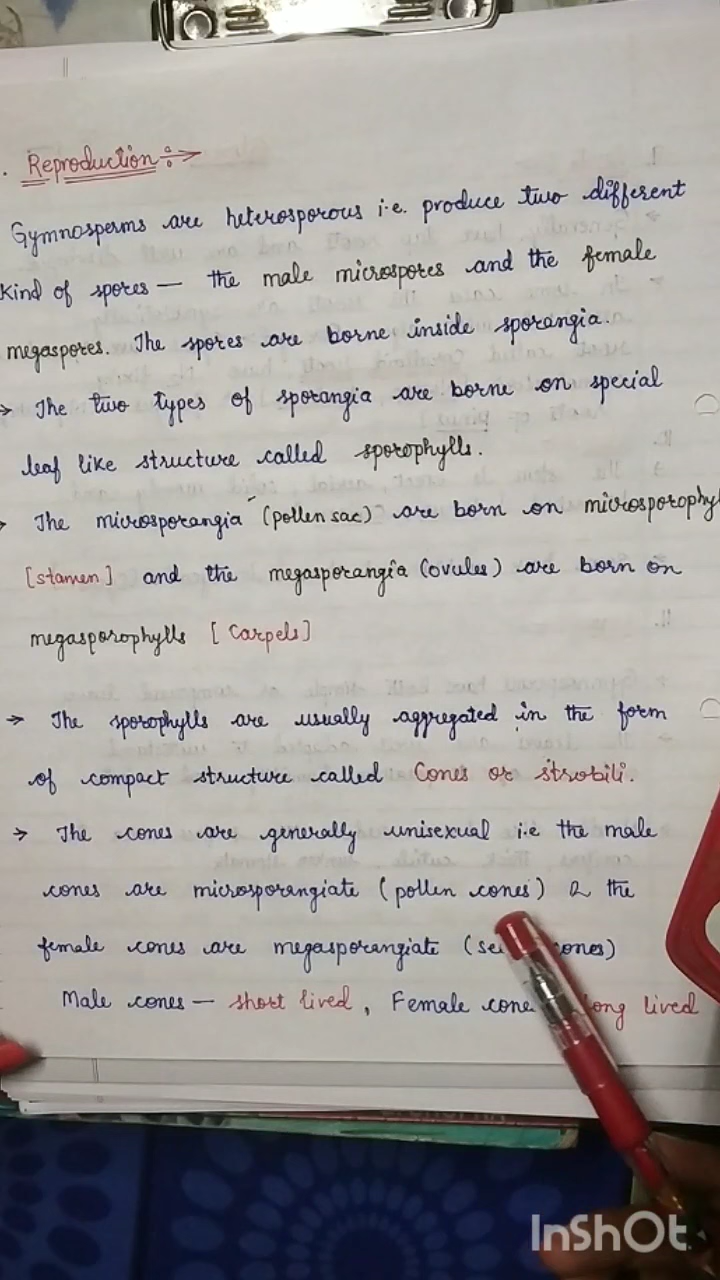 . Reproduction ÷→
Gymnosperms are heterosporous i.e. produce two different
Kind of spores — the male microspores and the female
megaspores. The spores are borne inside sporangia.
→ The two types of sporangia are borne on special
leaf like structure called sporophylls.
→ The microsporangia (pollen sac) are born on microsporophyl
[stamen] and the megasporangia (ovules) are born on
megasporophylls [Carpels]
→ The sporophylls are usually aggregated in the form
of compact structure called Cones or strobili.
→ The cones are generally unisexual i.e the male
cones are microsporangiate (pollen cones) & the
female cones are megasporangiate (se cones)
Male cones — short lived, Female cone long lived
InShOt